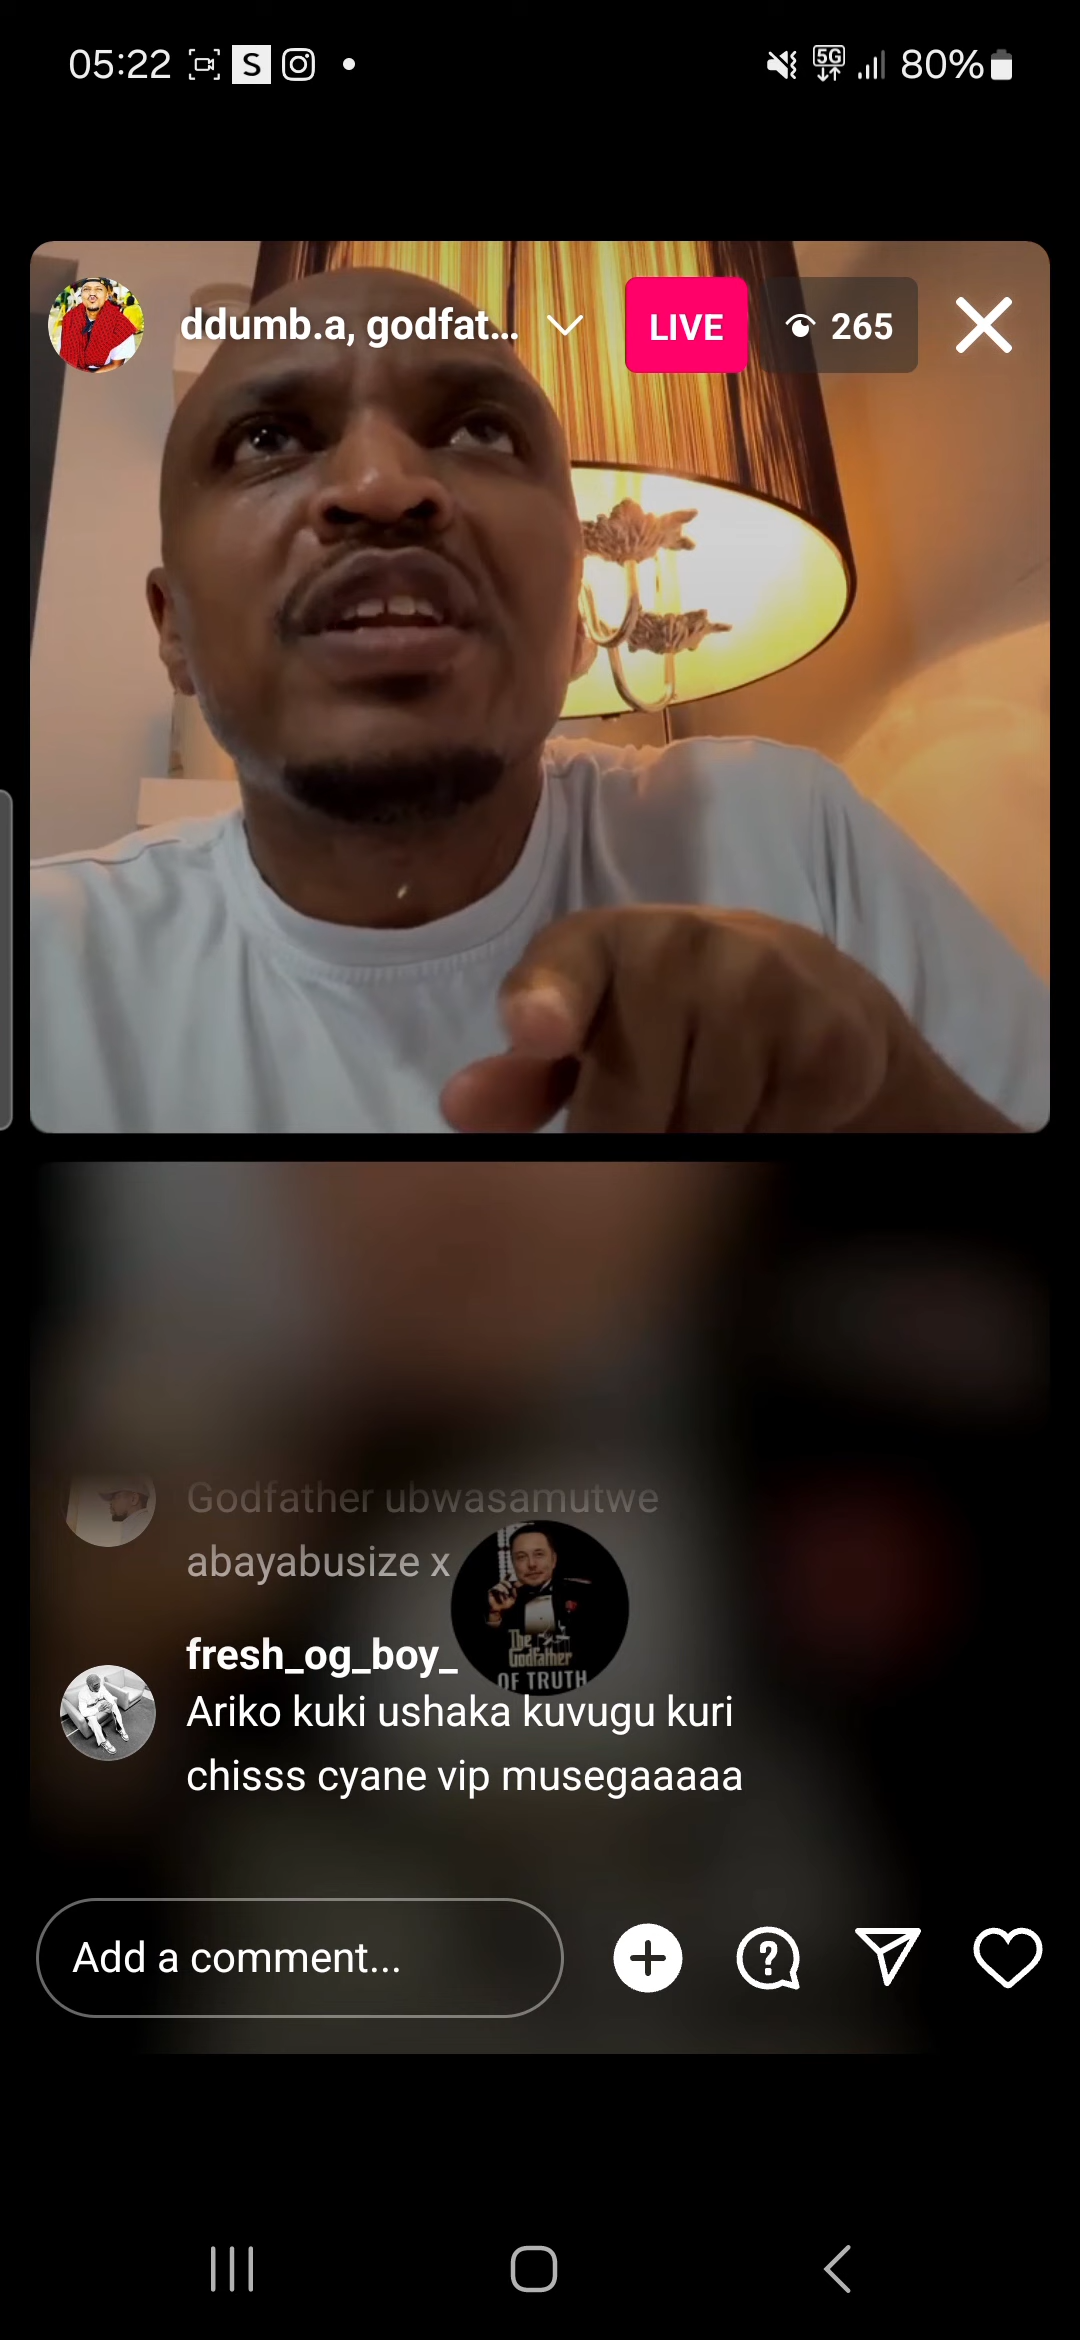 05:22 S
5G 80%
ddumb.a, godfat... LIVE 265
Godfather ubwasamutwe
abayabusize x
The
Godfather
OF TRUTH
fresh_og_boy_
Ariko kuki ushaka kuvugu kuri
chisss cyane vip musegaaaaa
Add a comment...